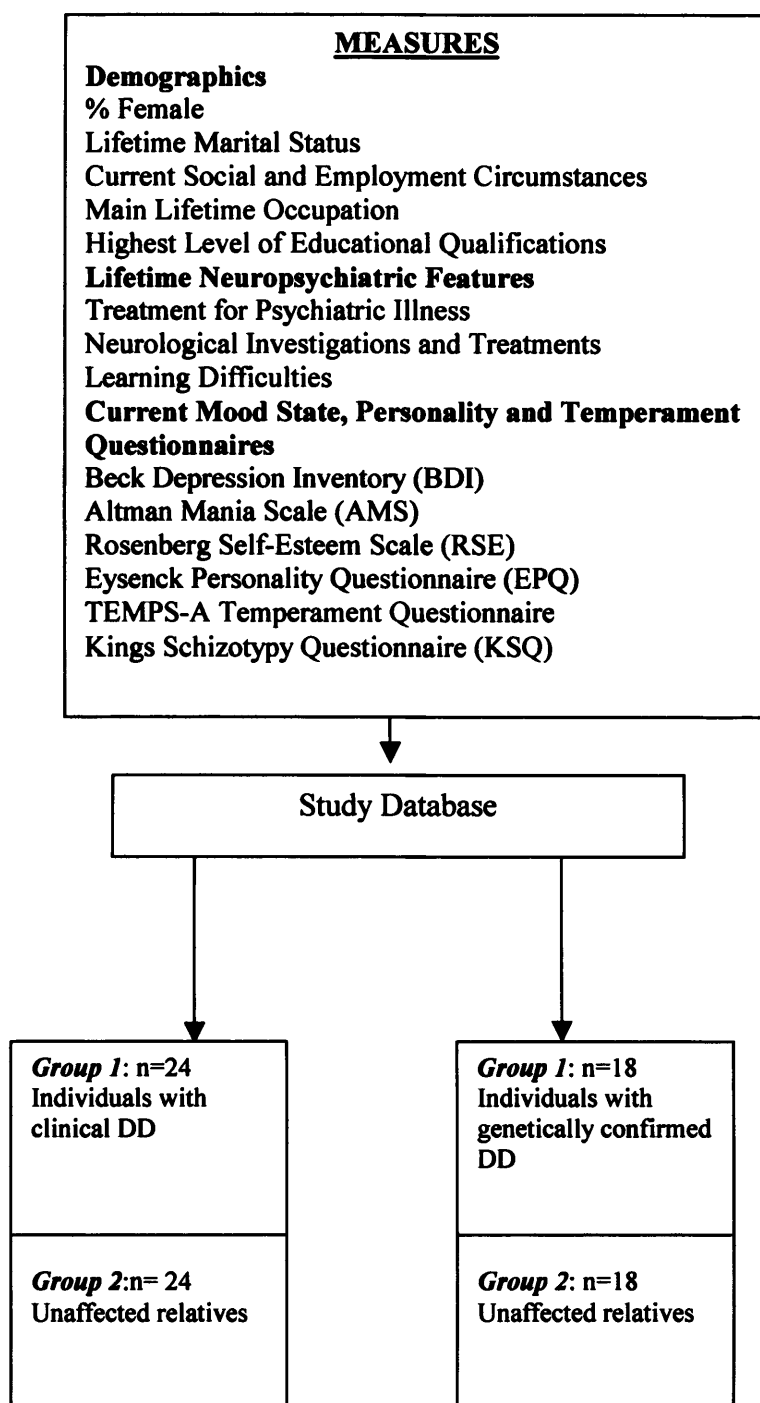 MEASURES
Demographics
% Female
Lifetime Marital Status
Current Social and Employment Circumstances
Main Lifetime Occupation
Highest Level of Educational Qualifications
Lifetime Neuropsychiatric Features
Treatment for Psychiatric Illness
Neurological Investigations and Treatments
Learning Difficulties
Current Mood State, Personality and Temperament
Questionnaires
Beck Depression Inventory (BDI)
Altman Mania Scale (AMS)
Rosenberg Self-Esteem Scale (RSE)
Eysenck Personality Questionnaire (EPQ)
TEMPS-A Temperament Questionnaire
Kings Schizotypy Questionnaire (KSQ)
Study Database
Group 1: n=24
Individuals with
clinical DD
Group 2:n= 24
Unaffected relatives
Group 1: n=18
Individuals with
genetically confirmed
DD
Group 2: n=18
Unaffected relatives